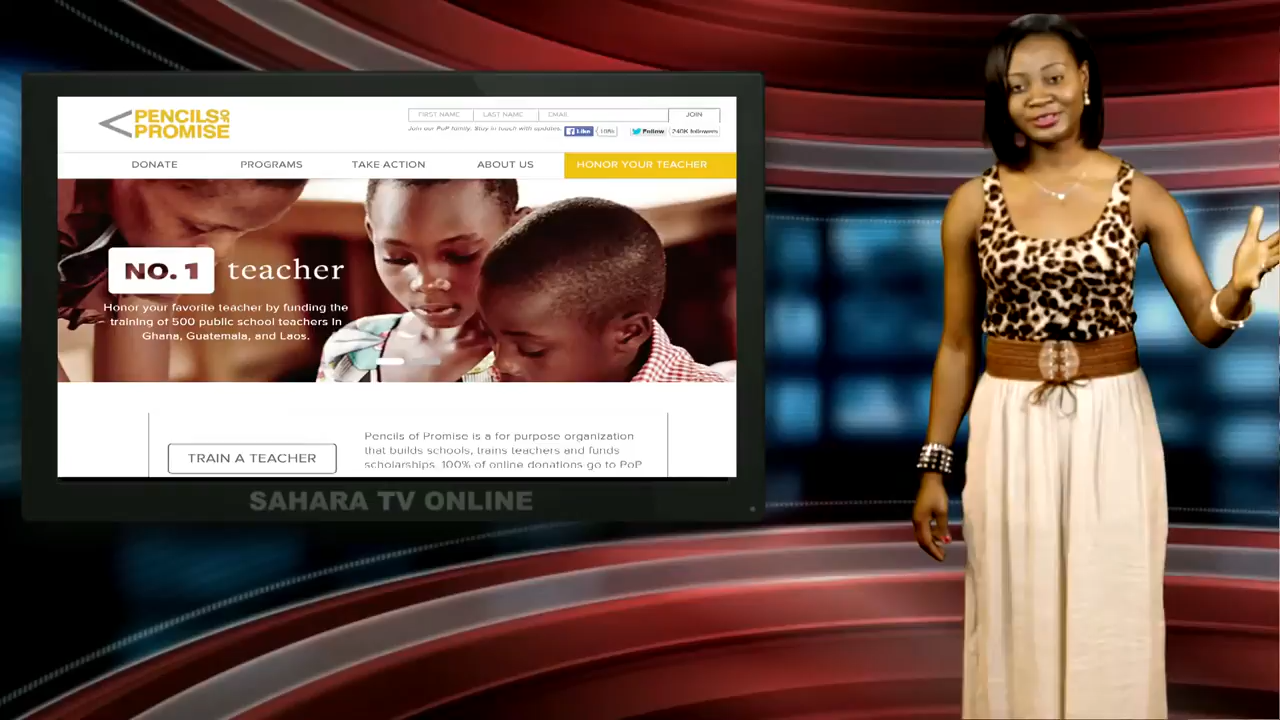 PENCILS OF
PROMISE
FIRST NAME LAST NAME EMAIL JOIN
Join our PoP family. Stay in touch with updates.
Like
Follow
DONATE PROGRAMS TAKE ACTION ABOUT US HONOR YOUR TEACHER
NO. 1 teacher
Honor your favorite teacher by funding the
training of 500 public school teachers in
Ghana, Guatemala, and Laos.
TRAIN A TEACHER
Pencils of Promise is a for purpose organization
that builds schools, trains teachers and funds
scholarships. 100% of online donations go to PoP
SAHARA TV ONLINE